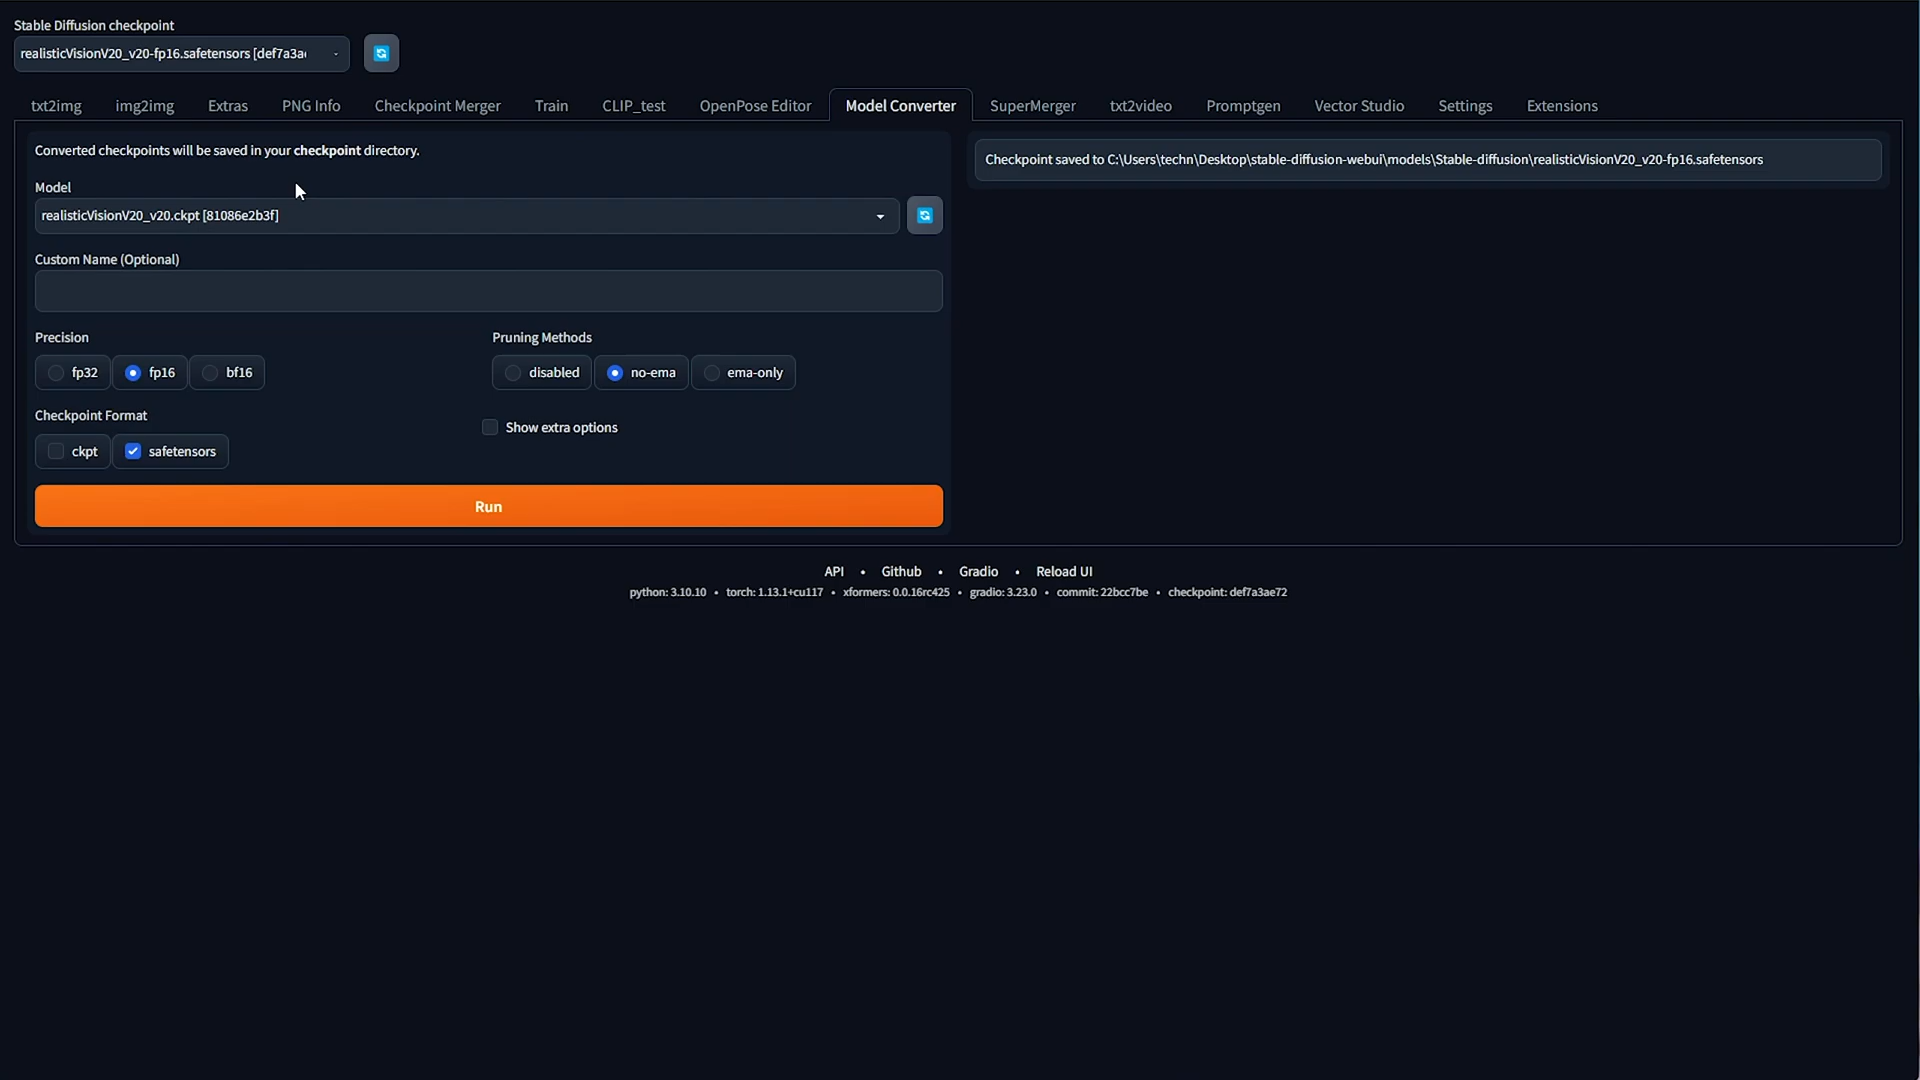 Stable Diffusion checkpoint
realisticVisionV20_v20-fp16.safetensors [def7a3a
txt2img img2img Extras PNG Info Checkpoint Merger Train CLIP_test OpenPose Editor Model Converter SuperMerger txt2video Promptgen Vector Studio Settings Extensions
Converted checkpoints will be saved in your checkpoint directory.
Checkpoint saved to C:\Users\techn\Desktop\stable-diffusion-webui\models\Stable-diffusion\realisticVisionV20_v20-fp16.safetensors
Model
realisticVisionV20_v20.ckpt [81086e2b3f]
Custom Name (Optional)
Precision
Pruning Methods
fp32 fp16 bf16
disabled no-ema ema-only
Checkpoint Format
Show extra options
ckpt safetensors
Run
API • Github • Gradio • Reload UI
python: 3.10.10 • torch: 1.13.1+cu117 • xformers: 0.0.16rc425 • gradio: 3.23.0 • commit: 22bcc7be • checkpoint: def7a3ae72